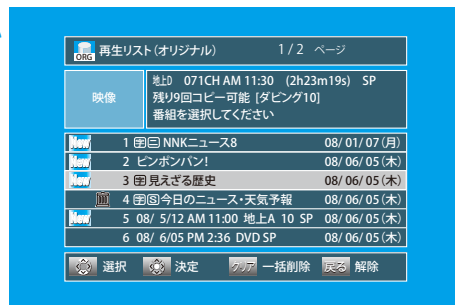 ORG 再生リスト(オリジナル) 1/2 ページ
映像
地上D 071CH AM 11:30 (2h23m19s) SP
残り9回コピー可能 [ダビング10]
番組を選択してください
New 1 字二 NNKニュース8 08/01/07(月)
New 2 ピンポンパン! 08/06/05(木)
New 3 字見えざる歴史 08/06/05(木)
4 字S今日のニュース・天気予報 08/06/05(木)
New 5 08/ 5/12 AM 11:00 地上A 10 SP 08/06/05(木)
6 08/ 6/05 PM 2:36 DVD SP 08/06/05(木)
選択 決定 クリア 一括削除 戻る 解除